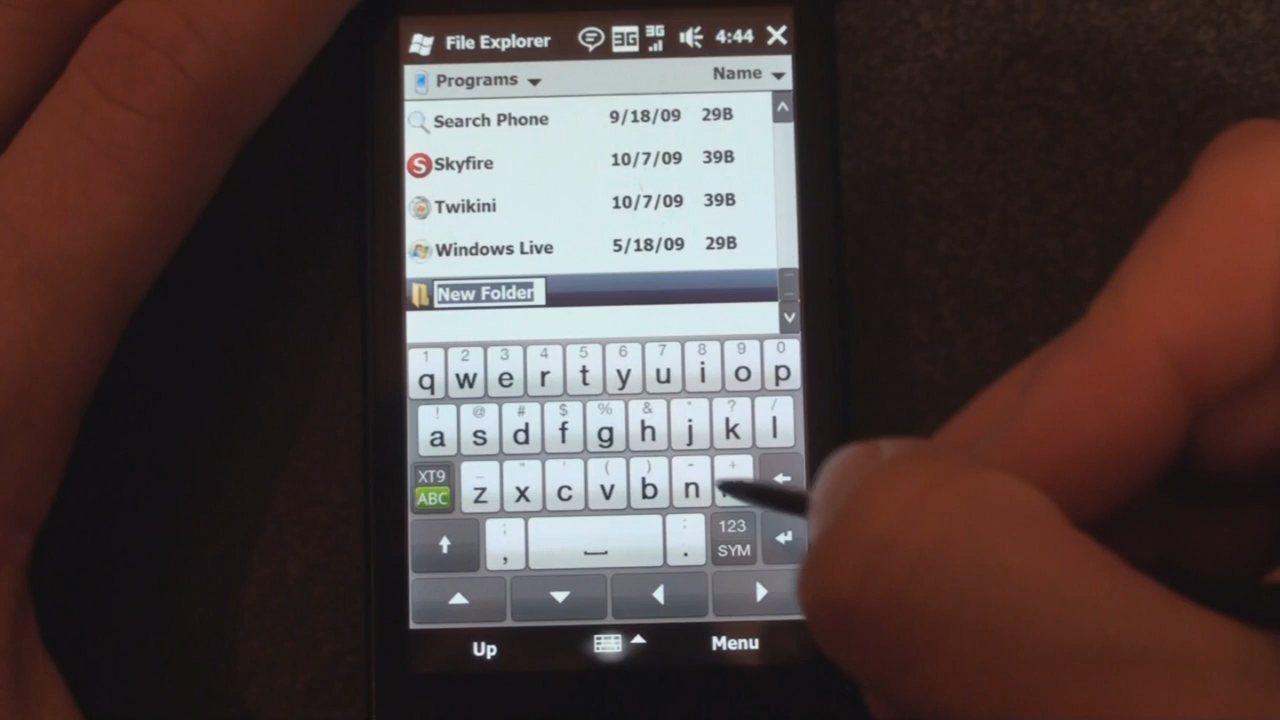 File Explorer 3G 3G 4:44
Programs Name
Search Phone 9/18/09 29B
Skyfire 10/7/09 39B
Twikini 10/7/09 39B
Windows Live 5/18/09 29B
New Folder
1 2 3 4 5 6 7 8 9 0
q w e r t y u i o p
! @ # $ % & * ? /
a s d f g h j k l
XT9 _ " ' ( ) - +
ABC z x c v b n
; : 123
, . SYM
Up Menu